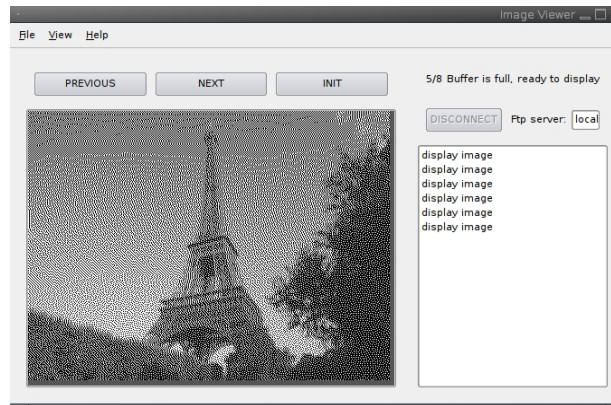 Image Viewer
File View Help
PREVIOUS NEXT INIT
5/8 Buffer is full, ready to display
DISCONNECT Ftp server: local
display image
display image
display image
display image
display image
display image